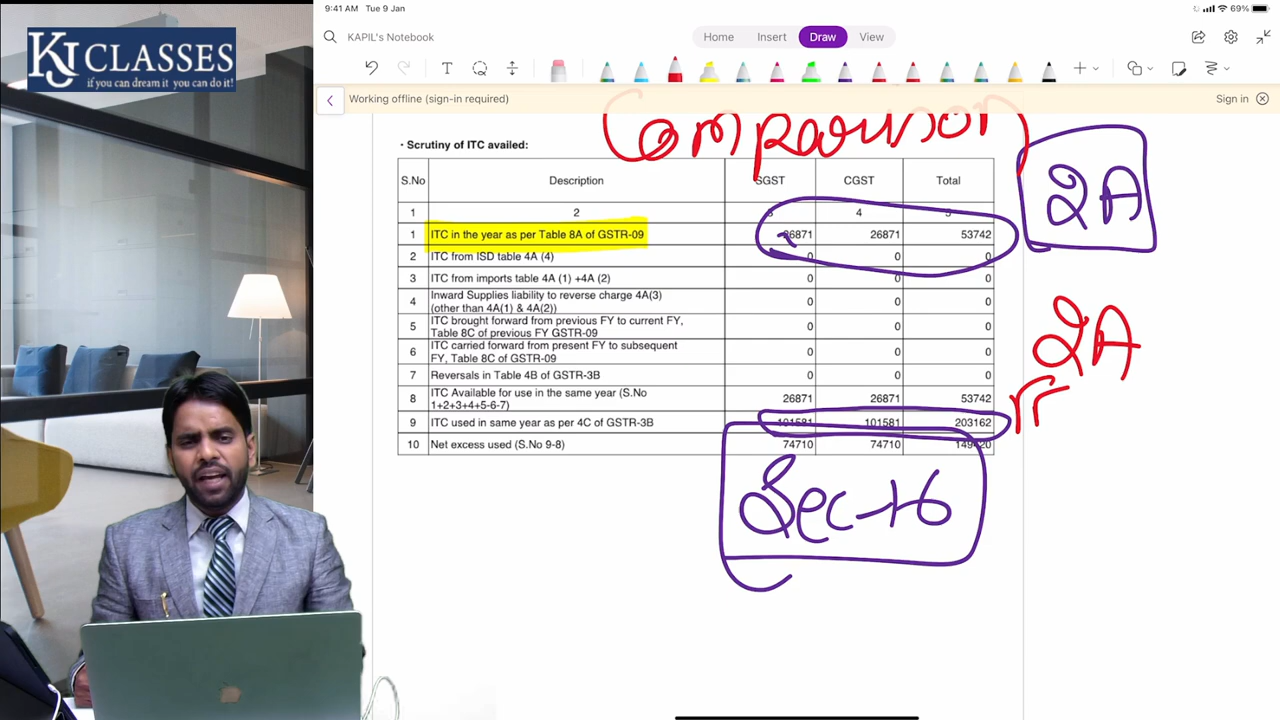 9:41 AM Tue 9 Jan
69%
KJ CLASSES
if you can dream it you can do it!
KAPIL's Notebook
Home Insert Draw View
T
Working offline (sign-in required)
Sign in
Comparison
• Scrutiny of ITC availed:
S.No Description SGST CGST Total
1 2 3 4 5
1 ITC in the year as per Table 8A of GSTR-09 26871 26871 53742
2 ITC from ISD table 4A (4) 0 0 0
3 ITC from imports table 4A (1) +4A (2) 0 0 0
4 Inward Supplies liability to reverse charge 4A(3) 0 0 0
(other than 4A(1) & 4A(2))
5 ITC brought forward from previous FY to current FY, 0 0 0
Table 8C of previous FY GSTR-09
6 ITC carried forward from present FY to subsequent 0 0 0
FY, Table 8C of GSTR-09
7 Reversals in Table 4B of GSTR-3B 0 0 0
8 ITC Available for use in the same year (S.No 26871 26871 53742
1+2+3+4+5-6-7)
9 ITC used in same year as per 4C of GSTR-3B 101581 101581 203162
10 Net excess used (S.No 9-8) 74710 74710 149420
2A
2A
Sec-16